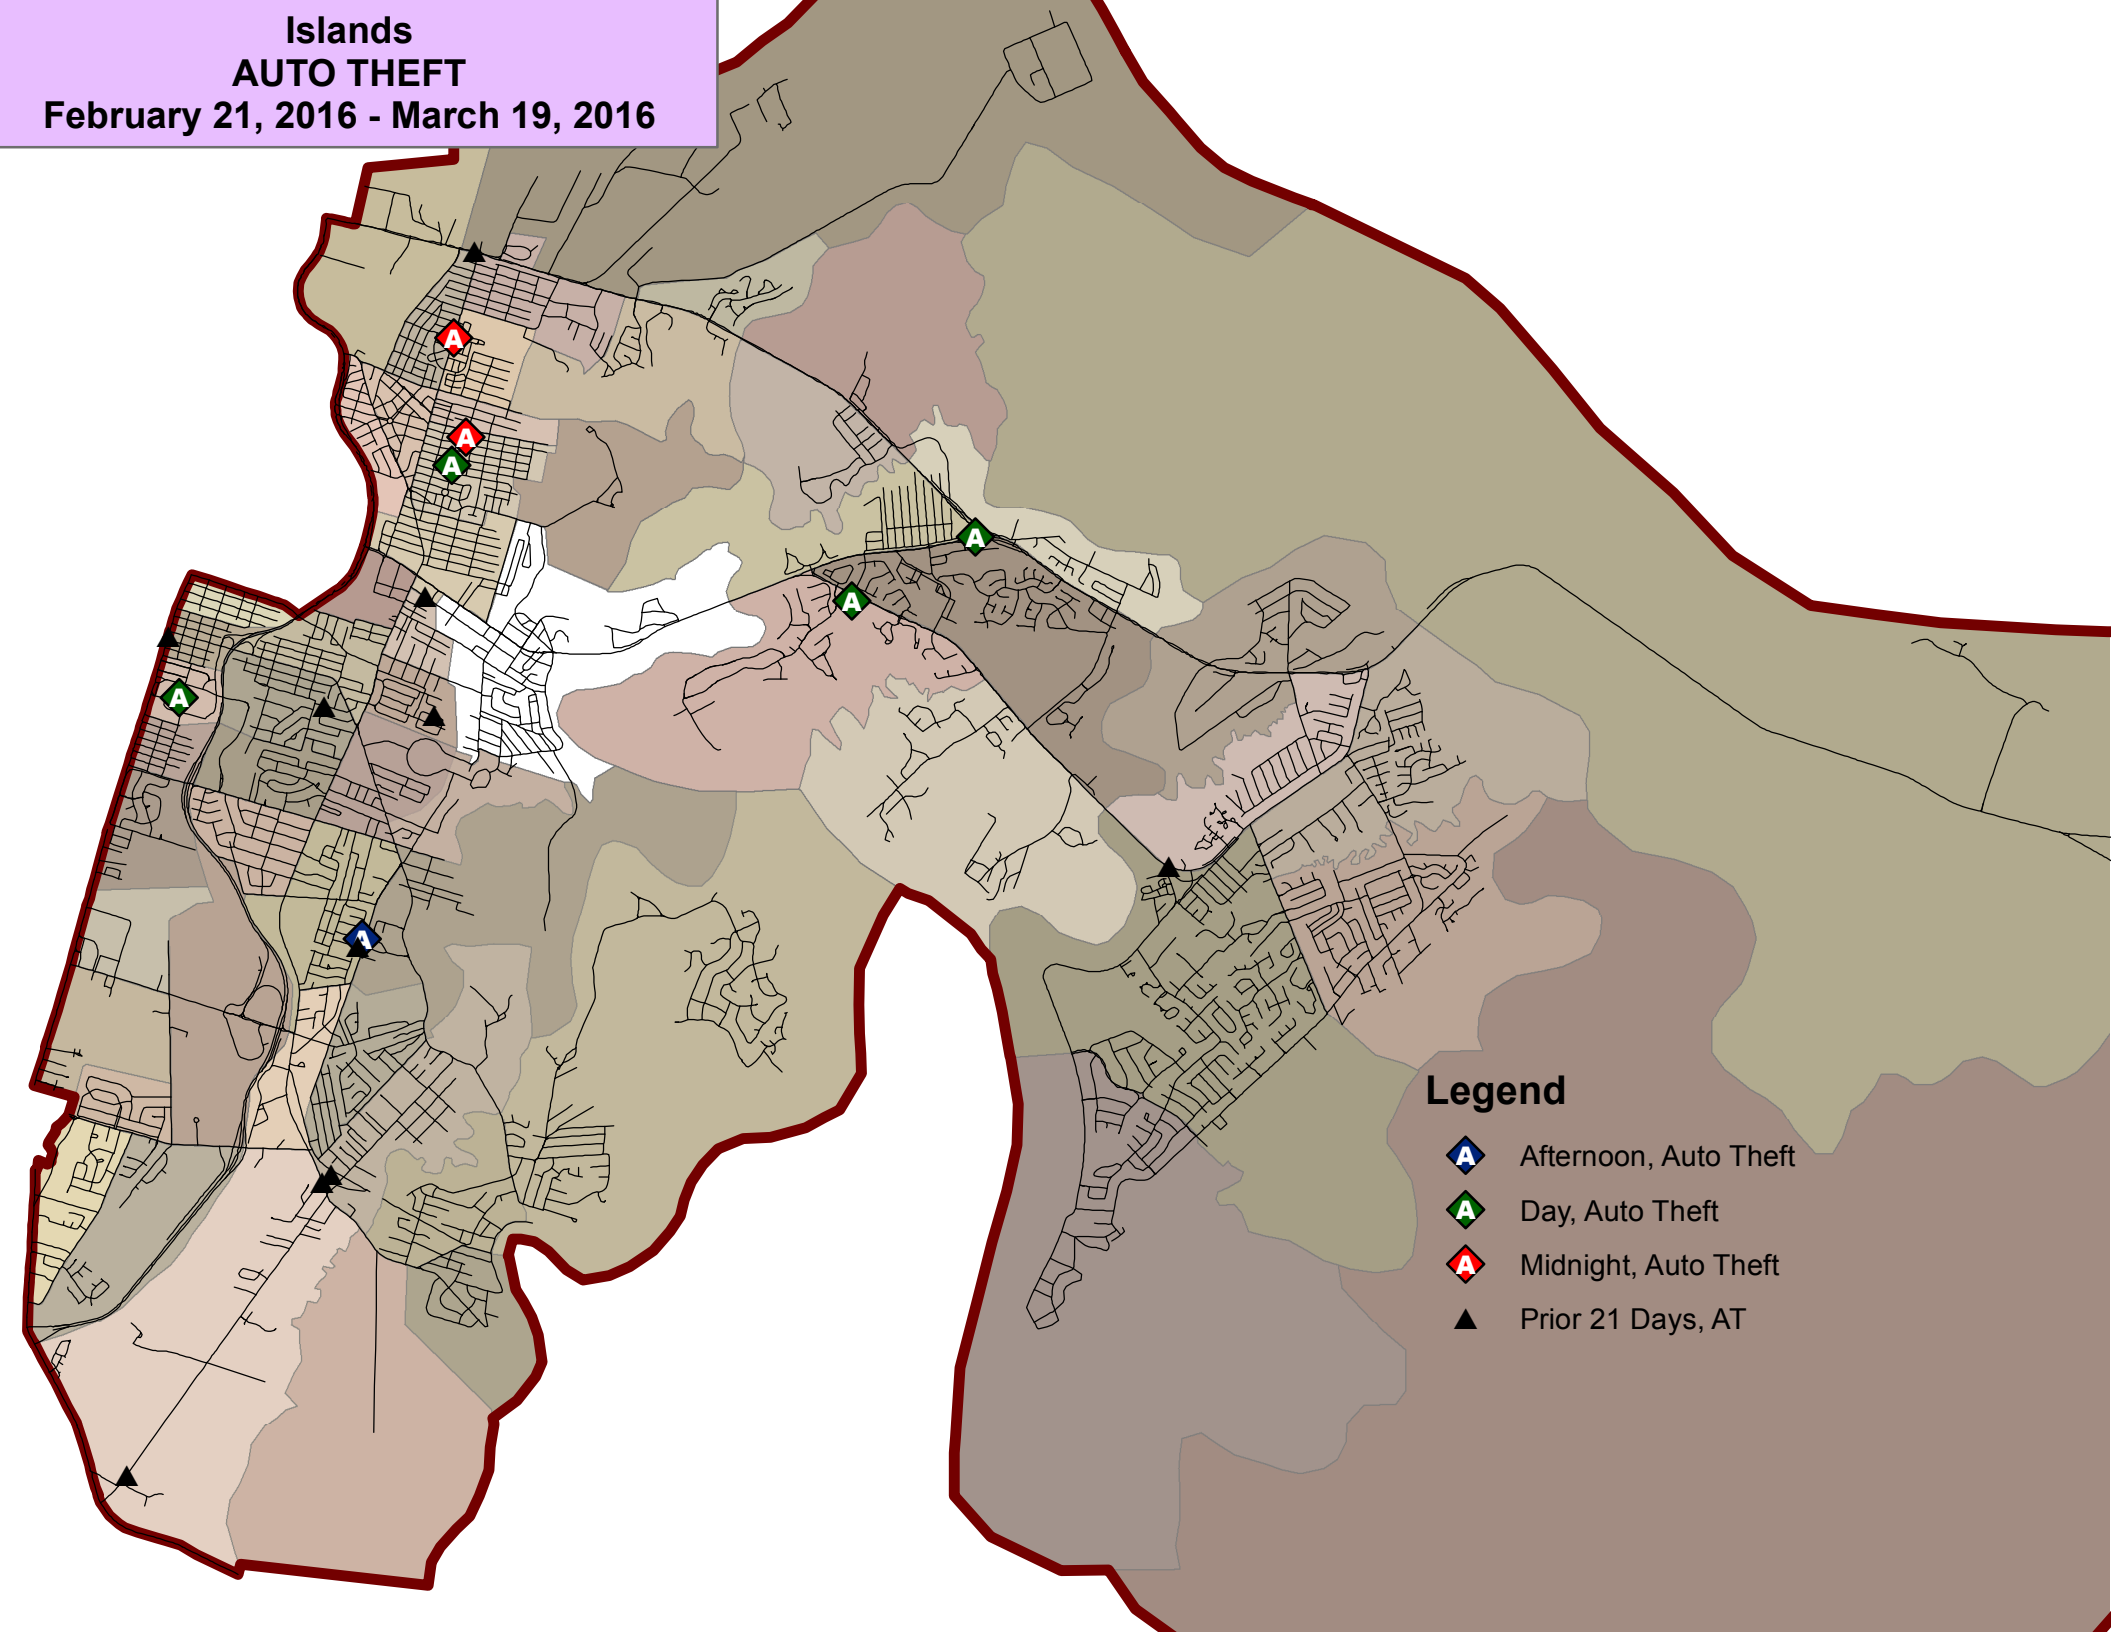 Islands
AUTO THEFT
February 21, 2016 - March 19, 2016
A
A
A
A
A
A
A
Legend
A Afternoon, Auto Theft
A Day, Auto Theft
A Midnight, Auto Theft
Prior 21 Days, AT